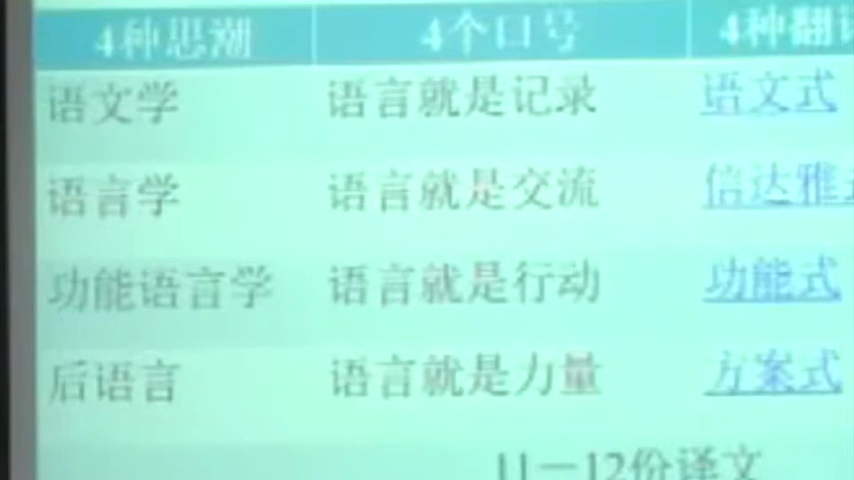 4种思潮 4个口号 4种翻
语文学 语言就是记录 语文式
语言学 语言就是交流 信达雅
功能语言学 语言就是行动 功能式
后语言 语言就是力量 方案式
11－12份译文